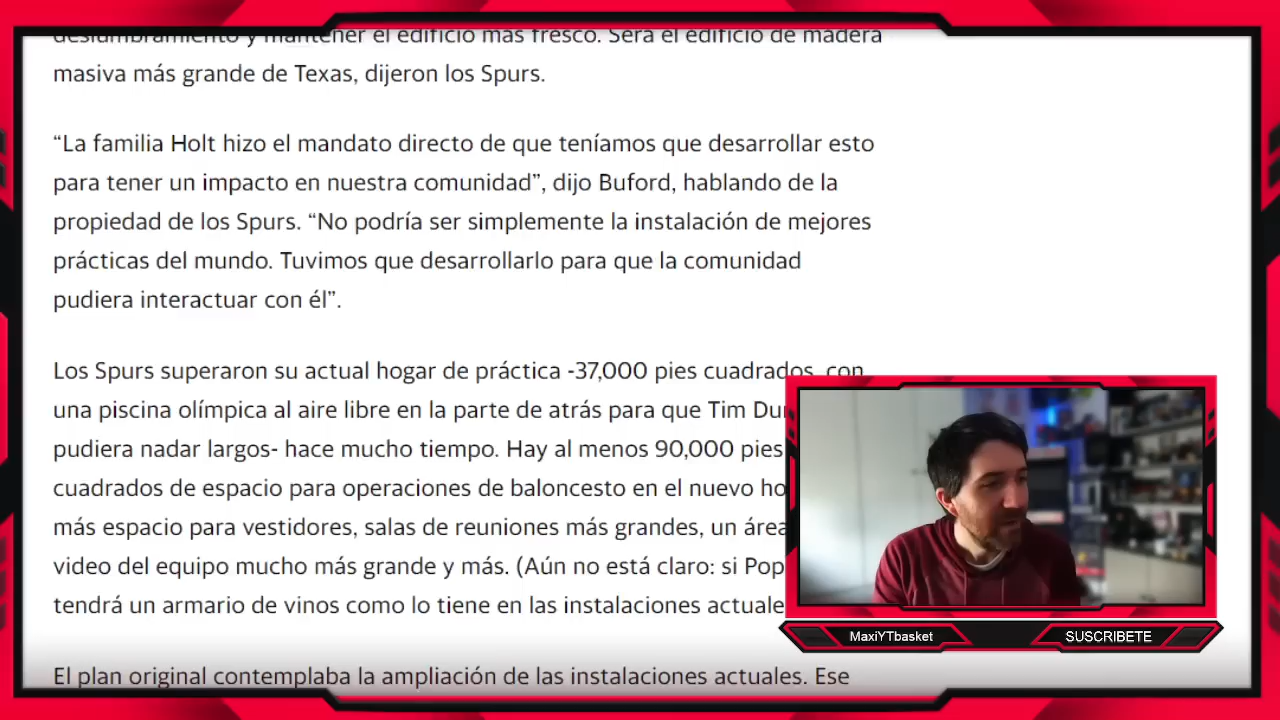 deslumbramiento y mantener el edificio más fresco. Será el edificio de madera
masiva más grande de Texas, dijeron los Spurs.
“La familia Holt hizo el mandato directo de que teníamos que desarrollar esto
para tener un impacto en nuestra comunidad”, dijo Buford, hablando de la
propiedad de los Spurs. “No podría ser simplemente la instalación de mejores
prácticas del mundo. Tuvimos que desarrollarlo para que la comunidad
pudiera interactuar con él”.
Los Spurs superaron su actual hogar de práctica -37,000 pies cuadrados, con
una piscina olímpica al aire libre en la parte de atrás para que Tim
pudiera nadar largos- hace mucho tiempo. Hay al menos 90,000 pies
cuadrados de espacio para operaciones de baloncesto en el nuevo
más espacio para vestidores, salas de reuniones más grandes, un área
video del equipo mucho más grande y más. (Aún no está claro: si Pop
tendrá un armario de vinos como lo tiene en las instalaciones
El plan original contemplaba la ampliación de las instalaciones actuales. Ese
MaxiYTbasket
SUSCRIBETE